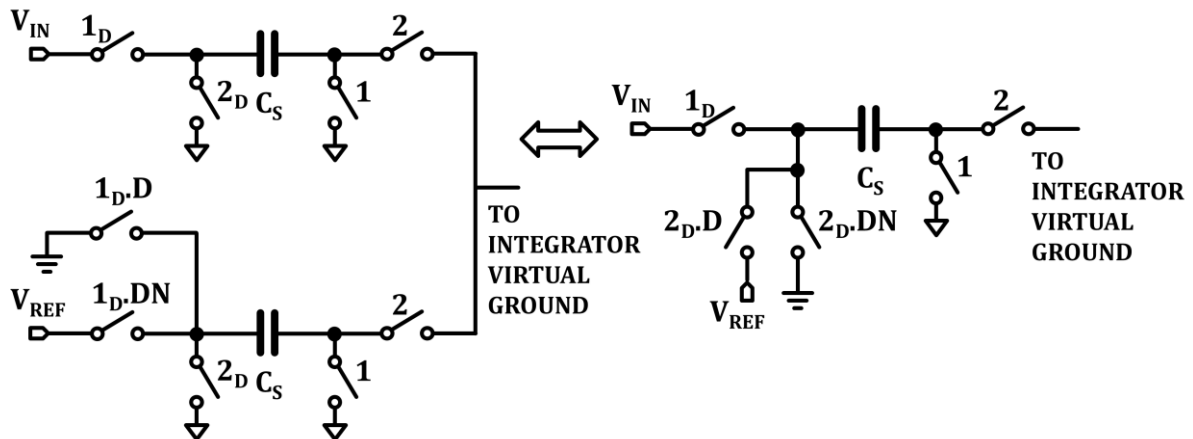 V_IN
1_D
2
2_D
C_S
1
1_D.D
V_REF
1_D.DN
2
2_D
C_S
1
TO
INTEGRATOR
VIRTUAL
GROUND
V_IN
1_D
2
C_S
1
2_D.D
2_D.DN
V_REF
TO
INTEGRATOR
VIRTUAL
GROUND